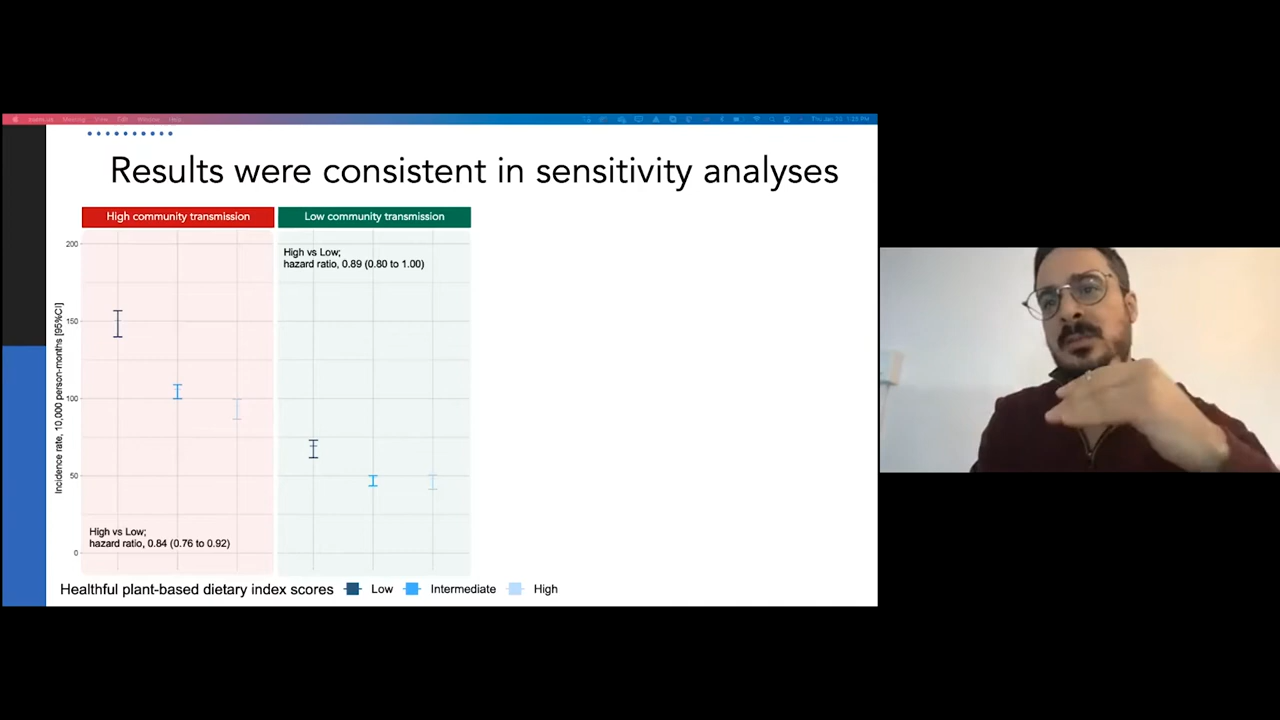 Results were consistent in sensitivity analyses
High community transmission
Low community transmission
Incidence rate, 10,000 person-months [95%CI]
200
150
100
50
0
High vs Low;
hazard ratio, 0.84 (0.76 to 0.92)
High vs Low;
hazard ratio, 0.89 (0.80 to 1.00)
Healthful plant-based dietary index scores Low Intermediate High